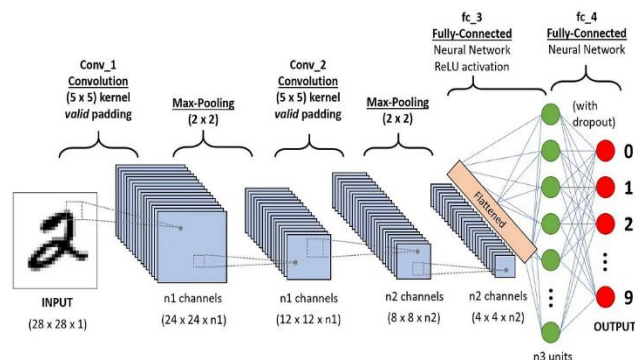 fc_3
Fully-Connected
Neural Network
ReLU activation
fc_4
Fully-Connected
Neural Network
Conv_1
Convolution
(5 x 5) kernel
valid padding
Max-Pooling
(2 x 2)
Conv_2
Convolution
(5 x 5) kernel
valid padding
Max-Pooling
(2 x 2)
(with
dropout)
2
Flattened
0
1
2
9
INPUT
(28 x 28 x 1)
n1 channels
(24 x 24 x n1)
n1 channels
(12 x 12 x n1)
n2 channels
(8 x 8 x n2)
n2 channels
(4 x 4 x n2)
OUTPUT
n3 units